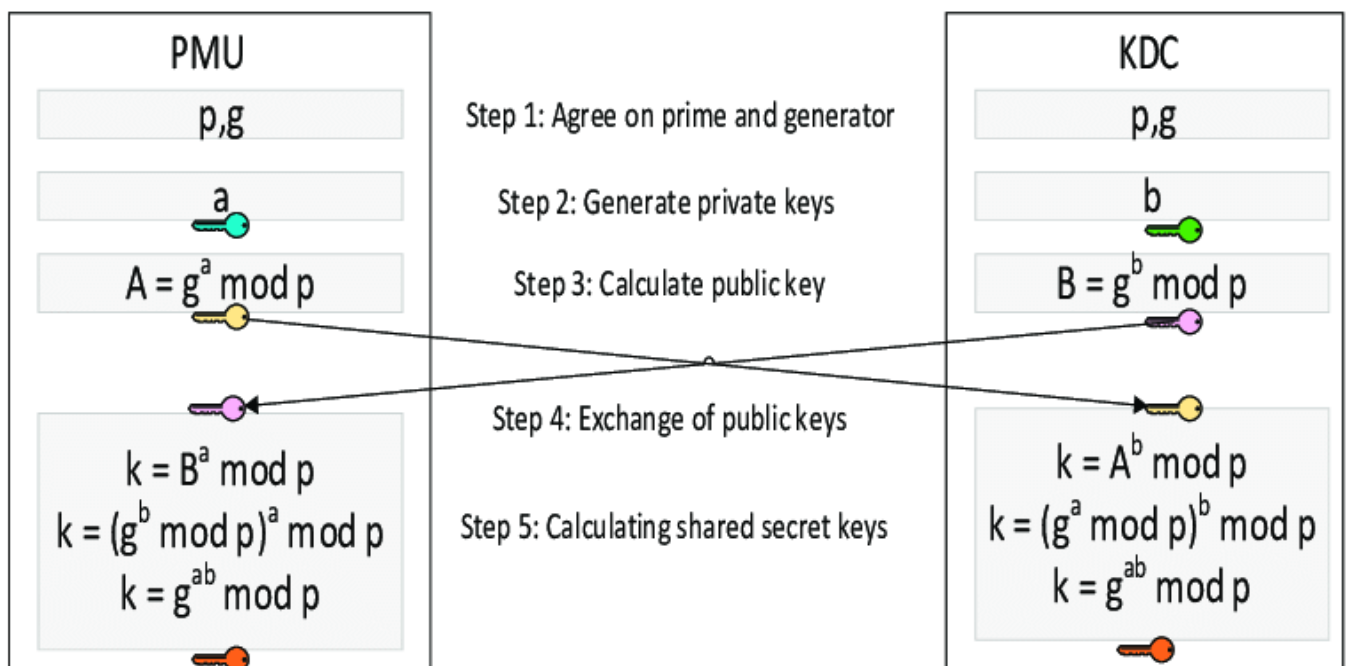 PMU
KDC
p,g
Step 1: Agree on prime and generator
p,g
a
Step 2: Generate private keys
b
A = g^a mod p
Step 3: Calculate public key
B = g^b mod p
Step 4: Exchange of public keys
k = B^a mod p
k = (g^b mod p)^a mod p
k = g^ab mod p
Step 5: Calculating shared secret keys
k = A^b mod p
k = (g^a mod p)^b mod p
k = g^ab mod p